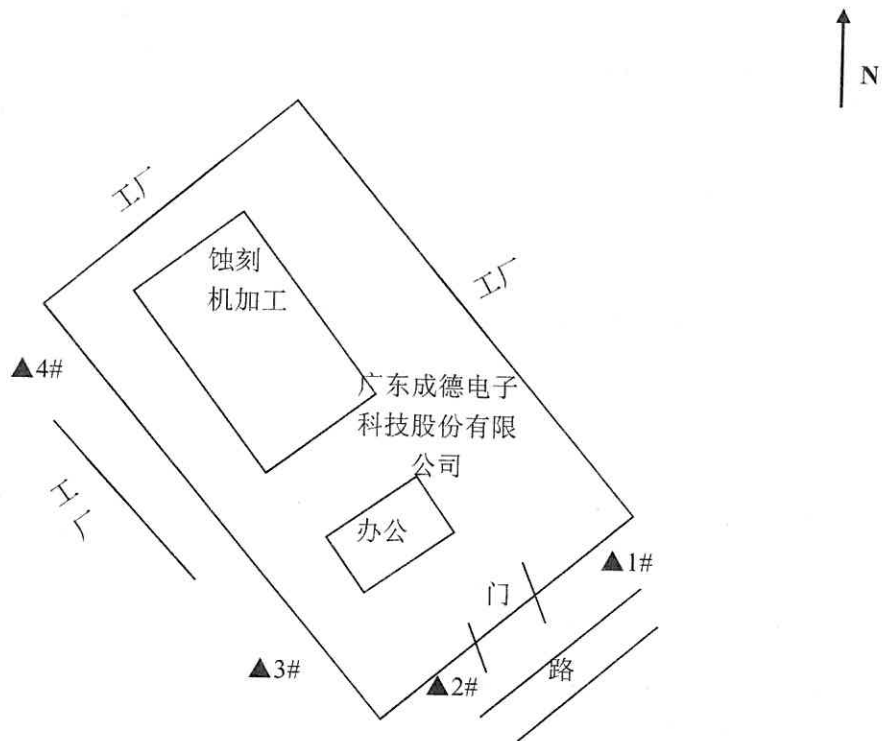 N
工厂
蚀刻
机加工
工厂
▲4#
广东成德电子
科技股份有限
公司
工厂
办公
▲1#
门
▲3#
▲2#
路